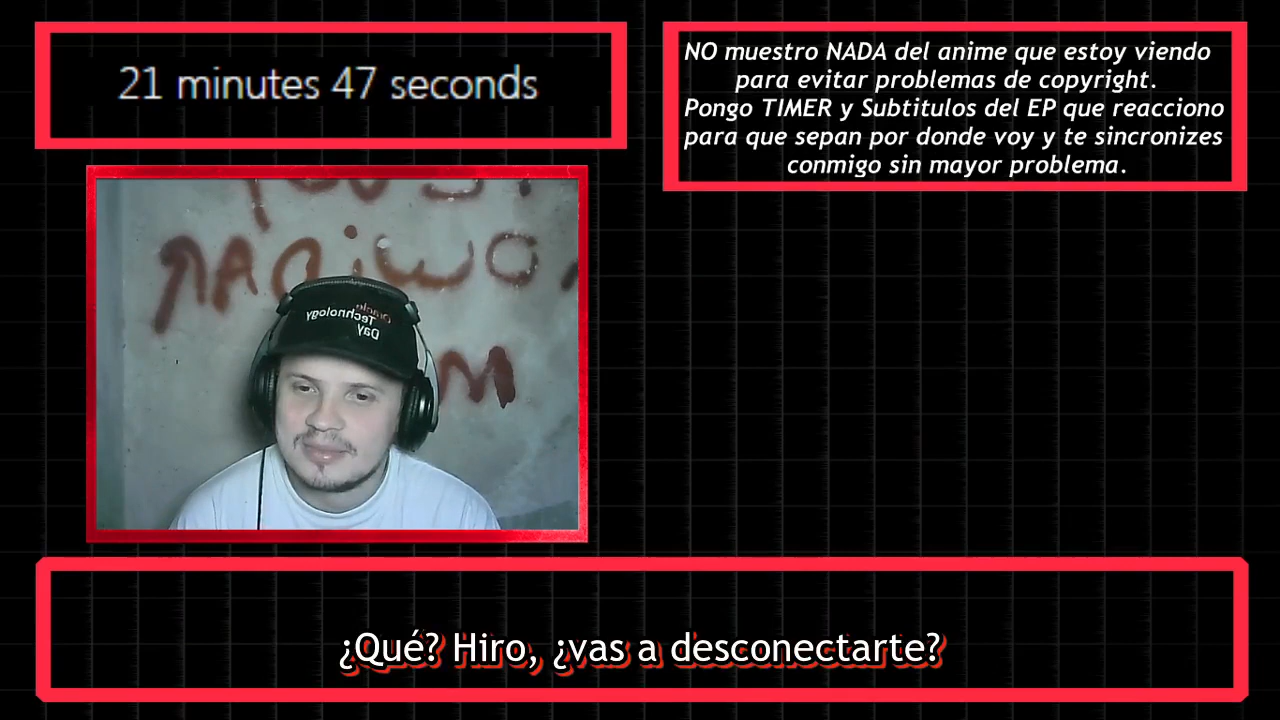 21 minutes 47 seconds
NO muestro NADA del anime que estoy viendo
para evitar problemas de copyright.
Pongo TIMER y Subtitulos del EP que reacciono
para que sepan por donde voy y te sincronizes
conmigo sin mayor problema.
Oracle
Technology
Day
¿Qué? Hiro, ¿vas a desconectarte?